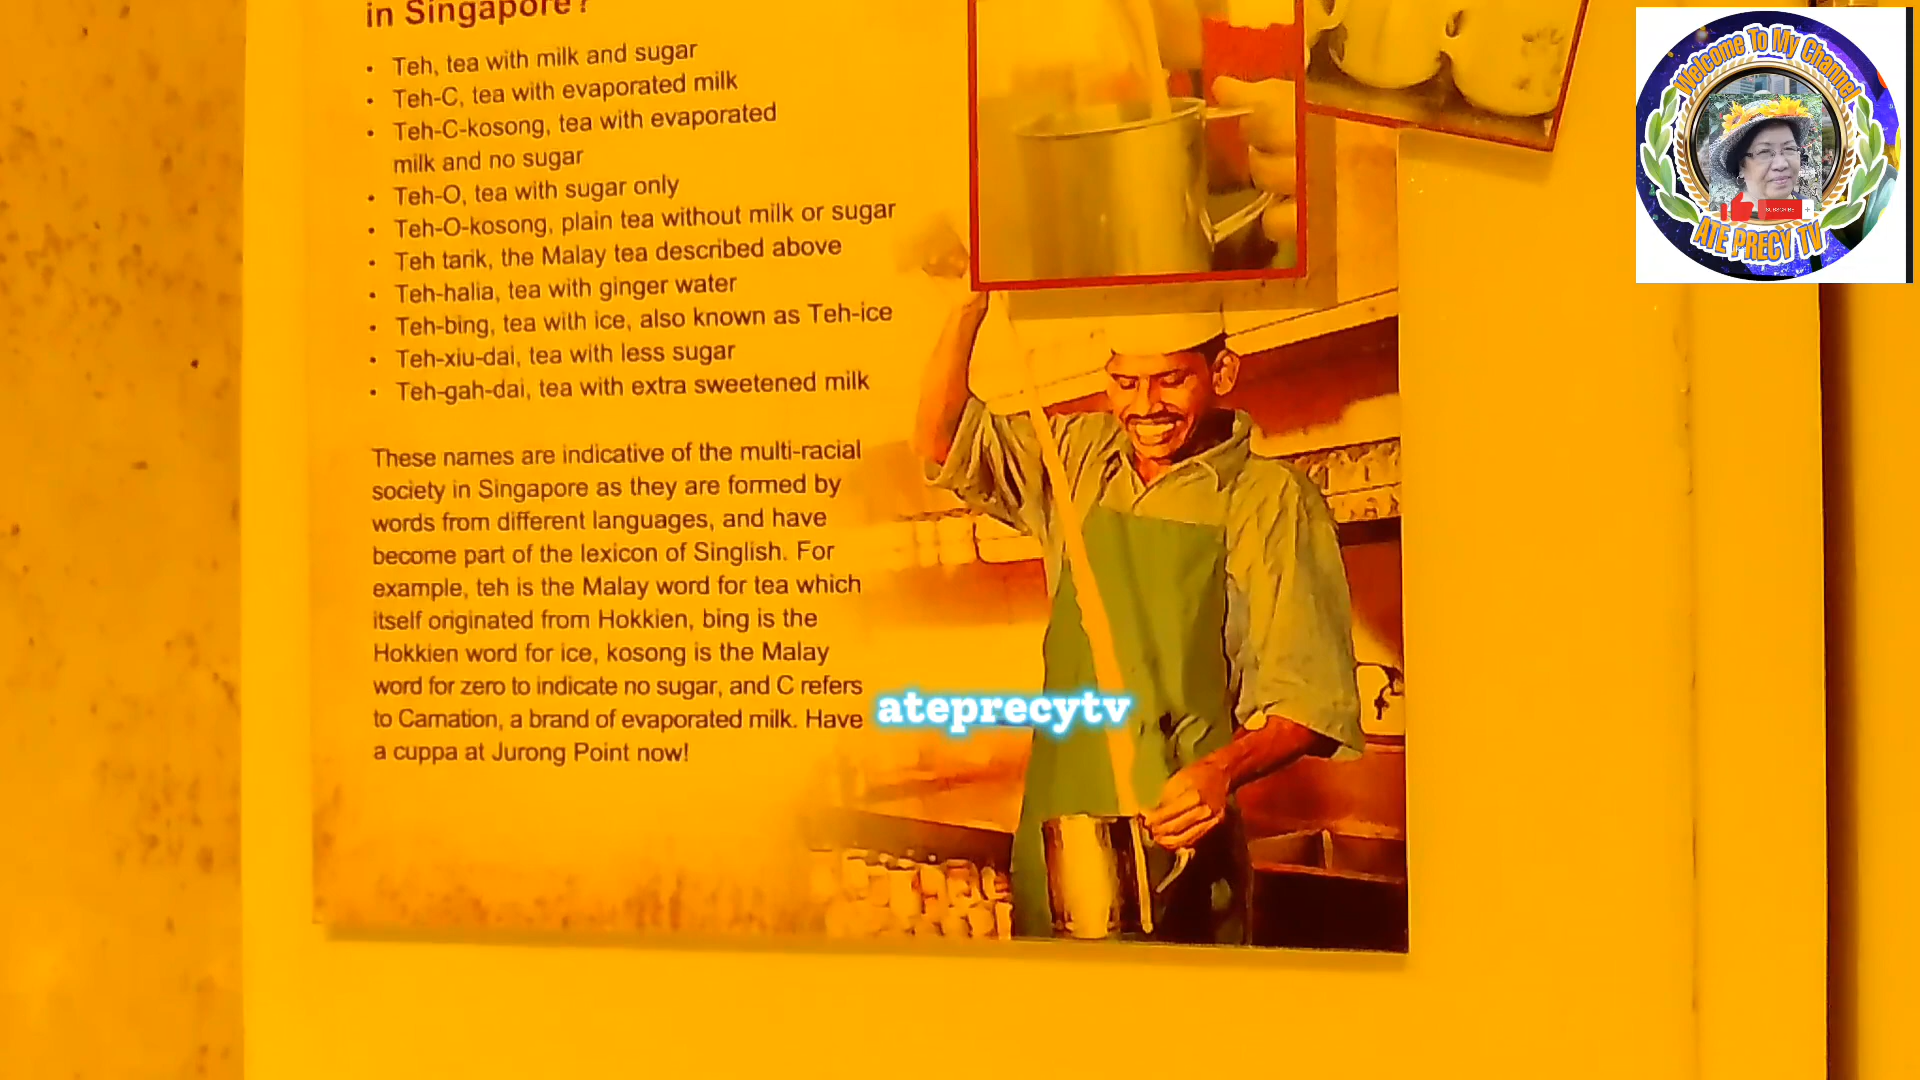 in Singapore?
• Teh, tea with milk and sugar
• Teh-C, tea with evaporated milk
• Teh-C-kosong, tea with evaporated
milk and no sugar
• Teh-O, tea with sugar only
• Teh-O-kosong, plain tea without milk or sugar
• Teh tarik, the Malay tea described above
• Teh-halia, tea with ginger water
• Teh-bing, tea with ice, also known as Teh-ice
• Teh-xiu-dai, tea with less sugar
• Teh-gah-dai, tea with extra sweetened milk
These names are indicative of the multi-racial
society in Singapore as they are formed by
words from different languages, and have
become part of the lexicon of Singlish. For
example, teh is the Malay word for tea which
itself originated from Hokkien, bing is the
Hokkien word for ice, kosong is the Malay
word for zero to indicate no sugar, and C refers
to Carnation, a brand of evaporated milk. Have
a cuppa at Jurong Point now!
ateprecytv
Welcome To My Channel
SUBSCRIBE
ATE PRECY TV